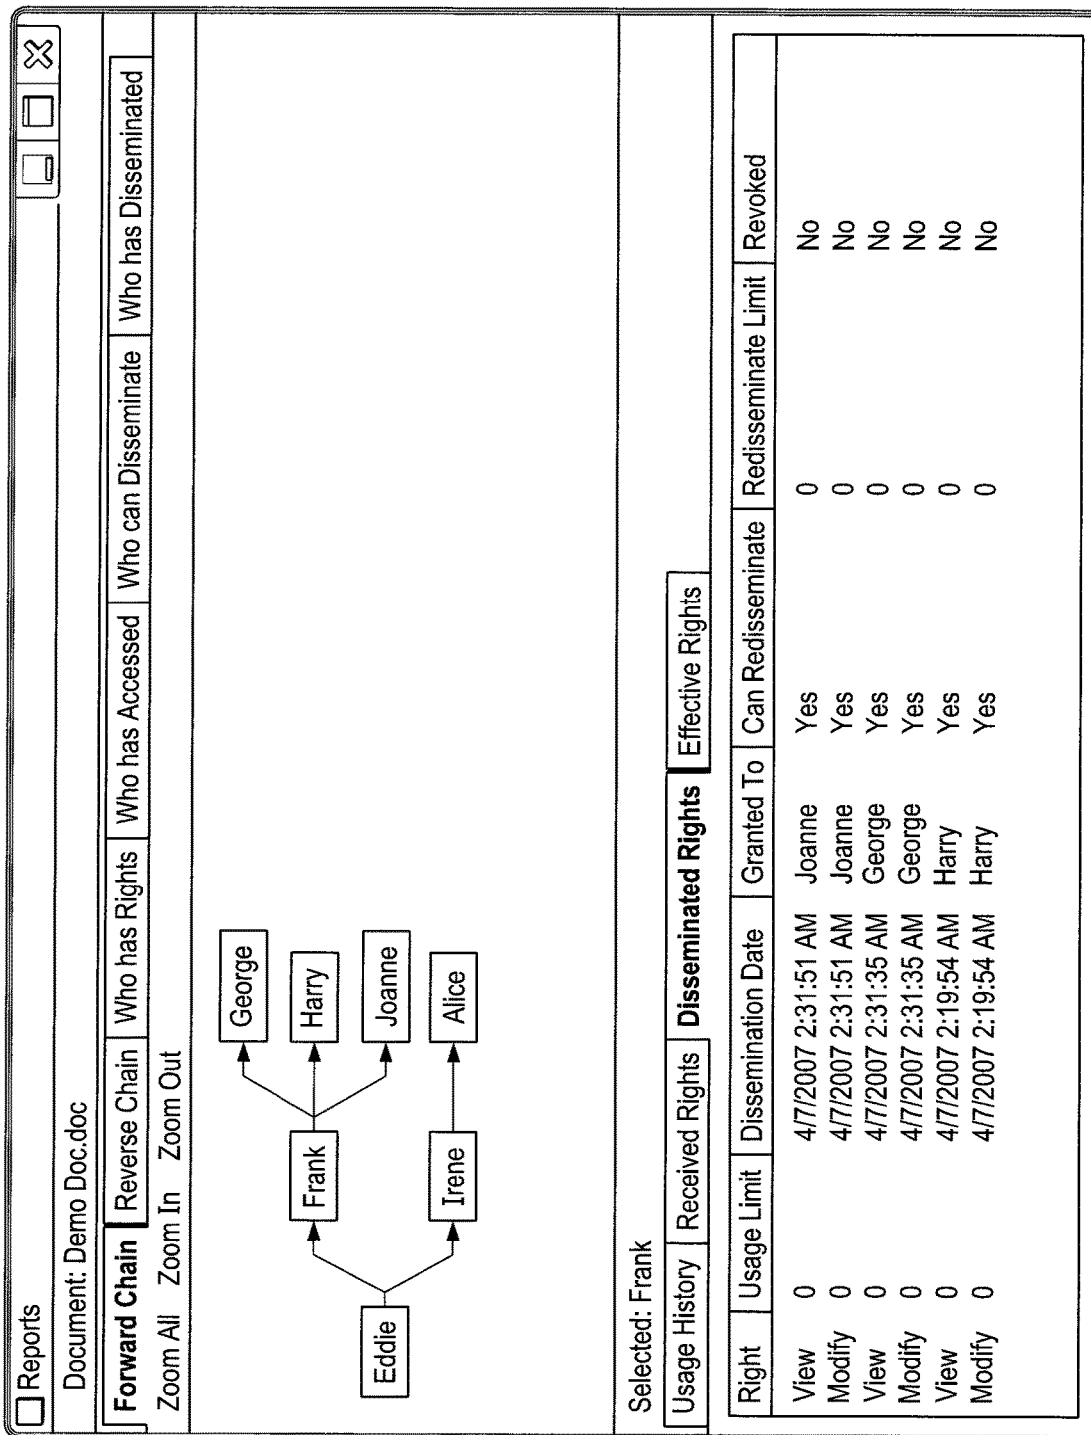 Reports
Document: Demo Doc.doc
Forward Chain Reverse Chain Who has Rights Who has Accessed Who can Disseminate Who has Disseminated
Zoom All Zoom In Zoom Out
George
Frank Harry
Joanne
Eddie
Irene Alice
Selected: Frank
Usage History Received Rights Disseminated Rights Effective Rights
Right Usage Limit Dissemination Date Granted To Can Redisseminate Redisseminate Limit Revoked
View 0 4/7/2007 2:31:51 AM Joanne Yes 0 No
Modify 0 4/7/2007 2:31:51 AM Joanne Yes 0 No
View 0 4/7/2007 2:31:35 AM George Yes 0 No
Modify 0 4/7/2007 2:31:35 AM George Yes 0 No
View 0 4/7/2007 2:19:54 AM Harry Yes 0 No
Modify 0 4/7/2007 2:19:54 AM Harry Yes 0 No